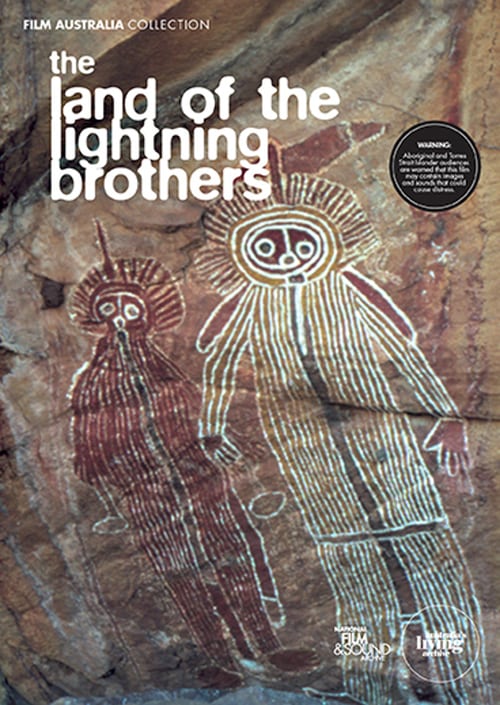 FILM AUSTRALIA COLLECTION
the
land of the
lightning
brothers
WARNING:
Aboriginal and Torres
Strait Islander audiences
are warned that this film
may contain images
and sounds that could
cause distress.
NATIONAL
FILM
&SOUND
ARCHIVE
australia's
living
archive